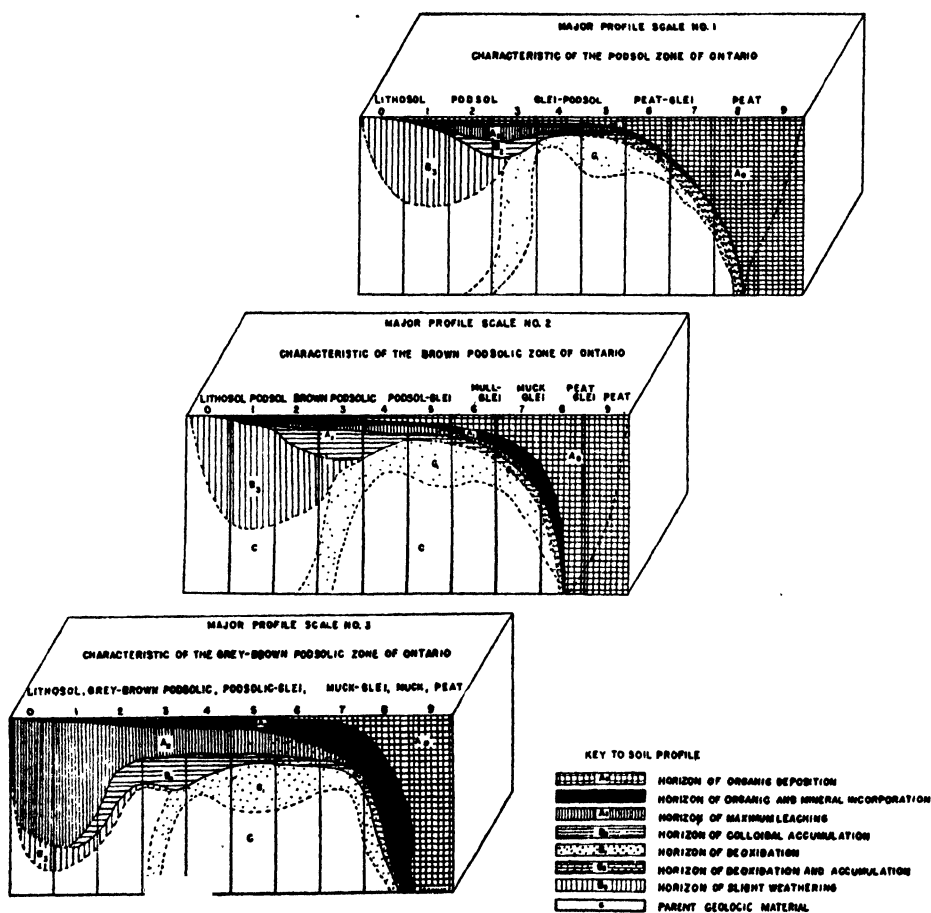 MAJOR PROFILE SCALE NO. 1
CHARACTERISTIC OF THE PODSOL ZONE OF ONTARIO
LITHOSOL PODSOL GLEI-PODSOL PEAT-GLEI PEAT
0 1 2 3 4 5 6 7 8 9
B3
G
A0
MAJOR PROFILE SCALE NO. 2
CHARACTERISTIC OF THE BROWN PODSOLIC ZONE OF ONTARIO
LITHOSOL PODSOL BROWN PODSOLIC PODSOL-GLEI MULL-GLEI MUCK GLEI PEAT GLEI PEAT
0 1 2 3 4 5 6 7 8 9
B3
G
A0
C C
MAJOR PROFILE SCALE NO. 3
CHARACTERISTIC OF THE GREY-BROWN PODSOLIC ZONE OF ONTARIO
LITHOSOL, GREY-BROWN PODSOLIC, PODSOLIC-GLEI, MUCK-GLEI, MUCK, PEAT
0 1 2 3 4 5 6 7 8 9
A2
A0
KEY TO SOIL PROFILE
HORIZON OF ORGANIC DEPOSITION
HORIZON OF ORGANIC AND MINERAL INCORPORATION
HORIZON OF MAXIMUM LEACHING
HORIZON OF COLLOIDAL ACCUMULATION
HORIZON OF DEOXIDATION
HORIZON OF DEOXIDATION AND ACCUMULATION
HORIZON OF SLIGHT WEATHERING
C PARENT GEOLOGIC MATERIAL